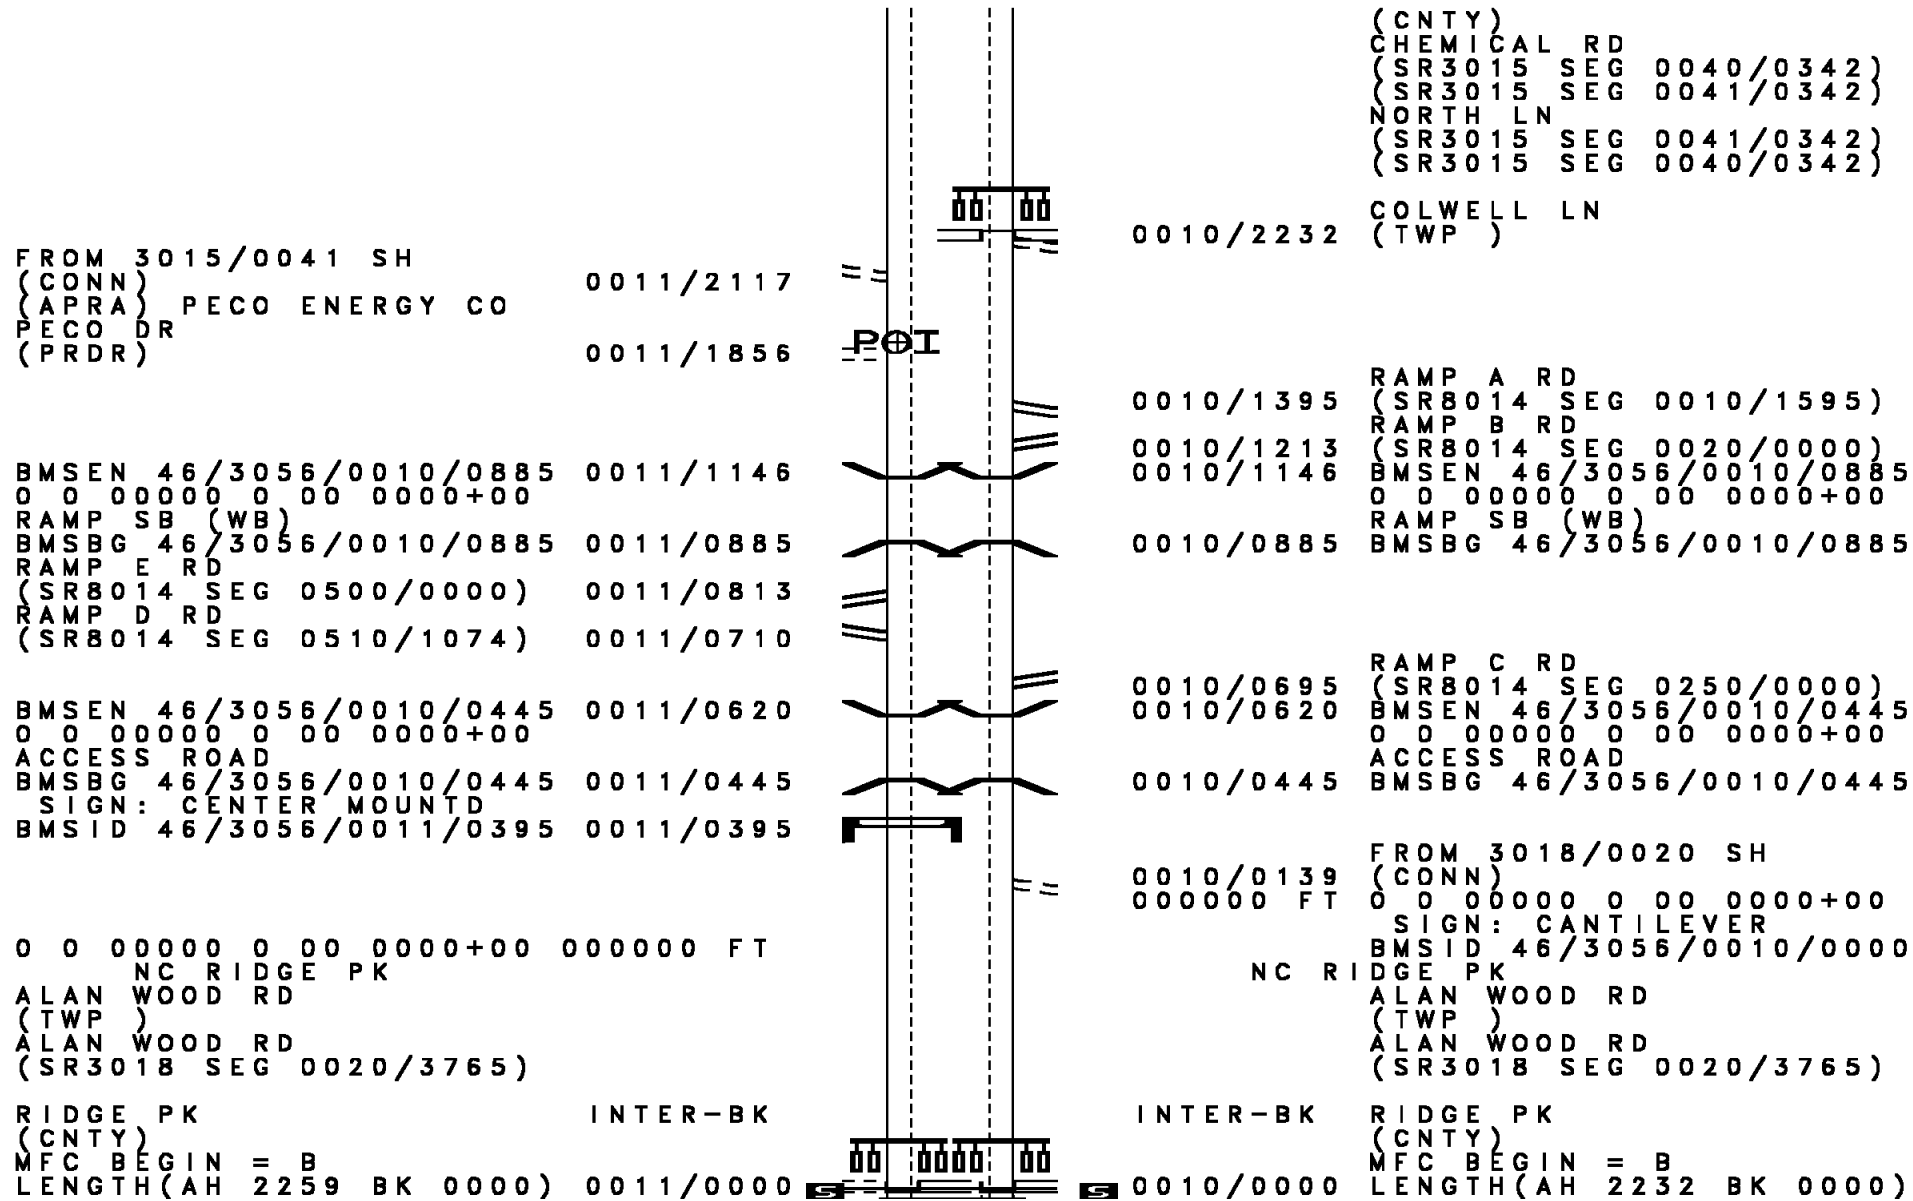 (CNTY)
CHEMICAL RD
(SR3015 SEG 0040/0342)
(SR3015 SEG 0041/0342)
NORTH LN
(SR3015 SEG 0041/0342)
(SR3015 SEG 0040/0342)
COLWELL LN
0010/2232 (TWP )
FROM 3015/0041 SH
(CONN) 0011/2117
(APRA) PECO ENERGY CO
PECO DR
(PRDR) 0011/1856
POI
RAMP A RD
0010/1395 (SR8014 SEG 0010/1595)
RAMP B RD
0010/1213 (SR8014 SEG 0020/0000)
BMSEN 46/3056/0010/0885 0011/1146 0010/1146 BMSEN 46/3056/0010/0885
0 0 00000 0 00 0000+00 0 0 00000 0 00 0000+00
RAMP SB (WB) RAMP SB (WB)
BMSBG 46/3056/0010/0885 0011/0885 0010/0885 BMSBG 46/3056/0010/0885
RAMP E RD
(SR8014 SEG 0500/0000) 0011/0813
RAMP D RD
(SR8014 SEG 0510/1074) 0011/0710
RAMP C RD
0010/0695 (SR8014 SEG 0250/0000)
BMSEN 46/3056/0010/0445 0011/0620 0010/0620 BMSEN 46/3056/0010/0445
0 0 00000 0 00 0000+00 0 0 00000 0 00 0000+00
ACCESS ROAD ACCESS ROAD
BMSBG 46/3056/0010/0445 0011/0445 0010/0445 BMSBG 46/3056/0010/0445
SIGN: CENTER MOUNTD
BMSID 46/3056/0011/0395 0011/0395
FROM 3018/0020 SH
0010/0139 (CONN)
000000 FT 0 0 00000 0 00 0000+00
SIGN: CANTILEVER
0 0 00000 0 00 0000+00 000000 FT BMSID 46/3056/0010/0000
NC RIDGE PK NC RIDGE PK
ALAN WOOD RD ALAN WOOD RD
(TWP ) (TWP )
ALAN WOOD RD ALAN WOOD RD
(SR3018 SEG 0020/3765) (SR3018 SEG 0020/3765)
RIDGE PK INTER-BK INTER-BK RIDGE PK
(CNTY) (CNTY)
MFC BEGIN = B MFC BEGIN = B
LENGTH(AH 2259 BK 0000) 0011/0000 S S 0010/0000 LENGTH(AH 2232 BK 0000)